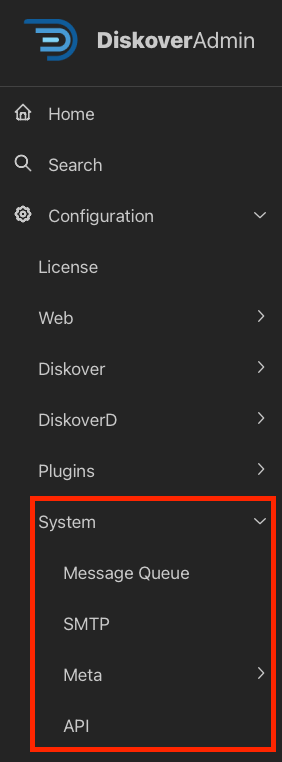 DiskoverAdmin
Home
Search
Configuration
License
Web
Diskover
DiskoverD
Plugins
System
Message Queue
SMTP
Meta
API